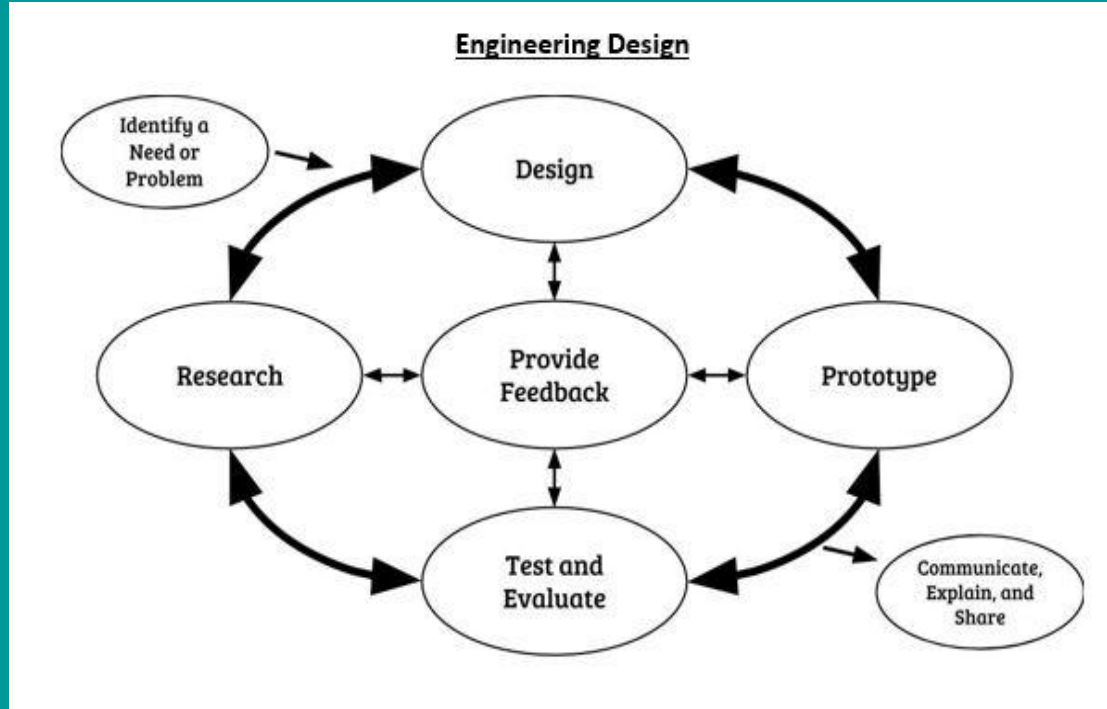 Engineering Design
Identify a
Need or
Problem
Design
Research
Provide
Feedback
Prototype
Test and
Evaluate
Communicate,
Explain, and
Share